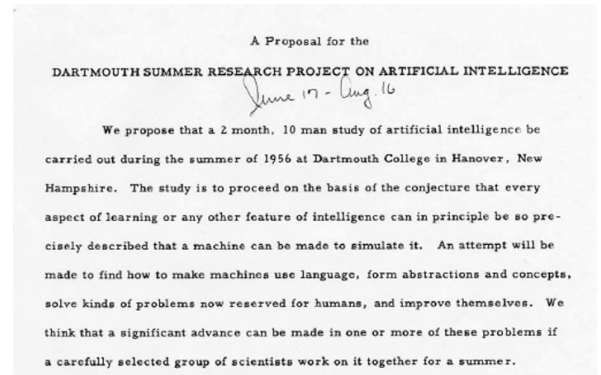 A Proposal for the
DARTMOUTH SUMMER RESEARCH PROJECT ON ARTIFICIAL INTELLIGENCE
June 17 - Aug. 16
We propose that a 2 month, 10 man study of artificial intelligence be
carried out during the summer of 1956 at Dartmouth College in Hanover, New
Hampshire. The study is to proceed on the basis of the conjecture that every
aspect of learning or any other feature of intelligence can in principle be so pre-
cisely described that a machine can be made to simulate it. An attempt will be
made to find how to make machines use language, form abstractions and concepts,
solve kinds of problems now reserved for humans, and improve themselves. We
think that a significant advance can be made in one or more of these problems if
a carefully selected group of scientists work on it together for a summer.